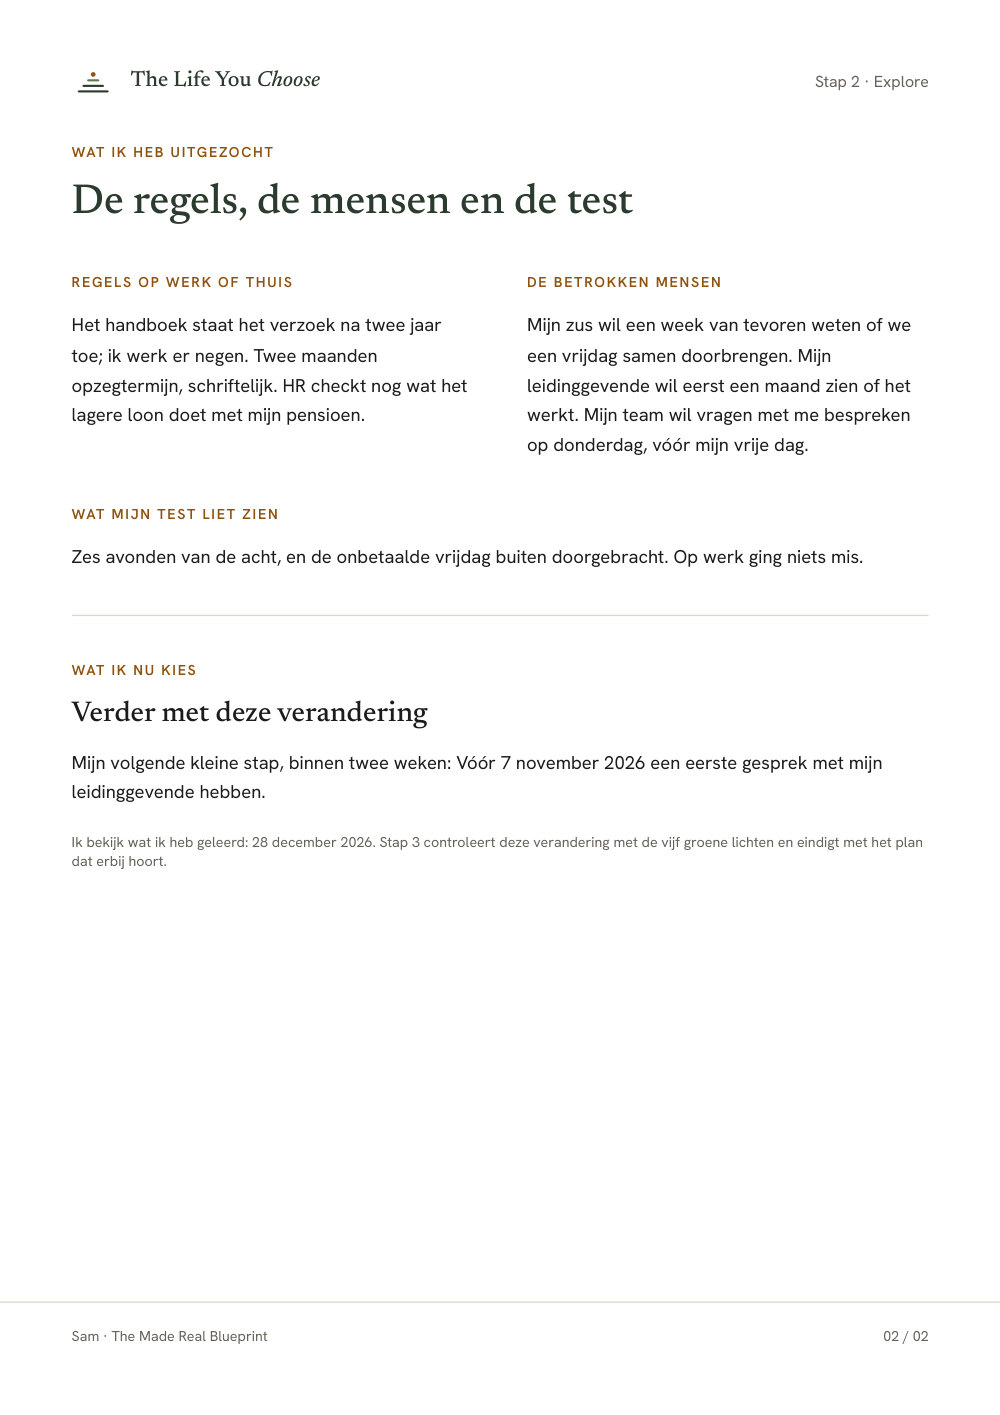 The Life You Choose
Stap 2 · Explore
WAT IK HEB UITGEZOCHT
De regels, de mensen en de test
REGELS OP WERK OF THUIS
Het handboek staat het verzoek na twee jaar
toe; ik werk er negen. Twee maanden
opzegtermijn, schriftelijk. HR checkt nog wat het
lagere loon doet met mijn pensioen.
DE BETROKKEN MENSEN
Mijn zus wil een week van tevoren weten of we
een vrijdag samen doorbrengen. Mijn
leidinggevende wil eerst een maand zien of het
werkt. Mijn team wil vragen met me bespreken
op donderdag, vóór mijn vrije dag.
WAT MIJN TEST LIET ZIEN
Zes avonden van de acht, en de onbetaalde vrijdag buiten doorgebracht. Op werk ging niets mis.
WAT IK NU KIES
Verder met deze verandering
Mijn volgende kleine stap, binnen twee weken: Vóór 7 november 2026 een eerste gesprek met mijn
leidinggevende hebben.
Ik bekijk wat ik heb geleerd: 28 december 2026. Stap 3 controleert deze verandering met de vijf groene lichten en eindigt met het plan
dat erbij hoort.
Sam · The Made Real Blueprint
02 / 02